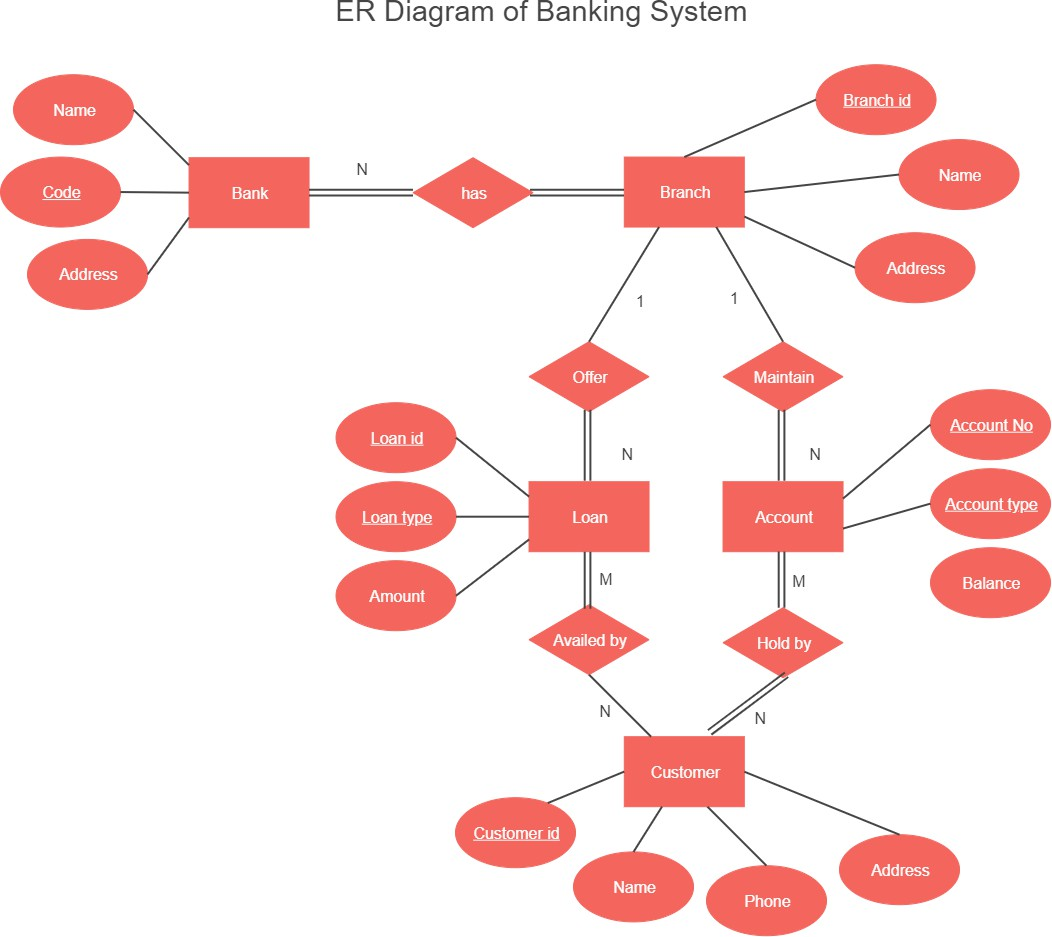 ER Diagram of Banking System
Name
Code
Address
Bank
N
has
Branch
Branch id
Name
Address
1
1
Offer
Maintain
N
N
Loan id
Loan type
Amount
Loan
Account
Account No
Account type
Balance
M
M
Availed by
Hold by
N
N
Customer
Customer id
Name
Phone
Address